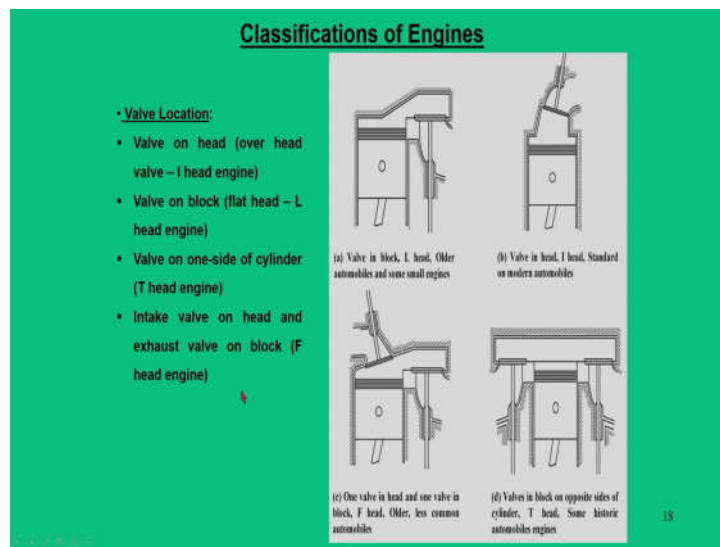 Classifications of Engines
• Valve Location:
• Valve on head (over head
valve – I head engine)
• Valve on block (flat head – L
head engine)
• Valve on one-side of cylinder
(T head engine)
• Intake valve on head and
exhaust valve on block (F
head engine)
(a) Valve in block, L head, Older
automobiles and some small engines
(b) Valve in head, I head, Standard
on modern automobiles
(c) One valve in head and one valve in
block, F head, Older, less common
automobiles
(d) Valves in block on opposite sides of
cylinder, T head, Some historic
automobiles engines
18